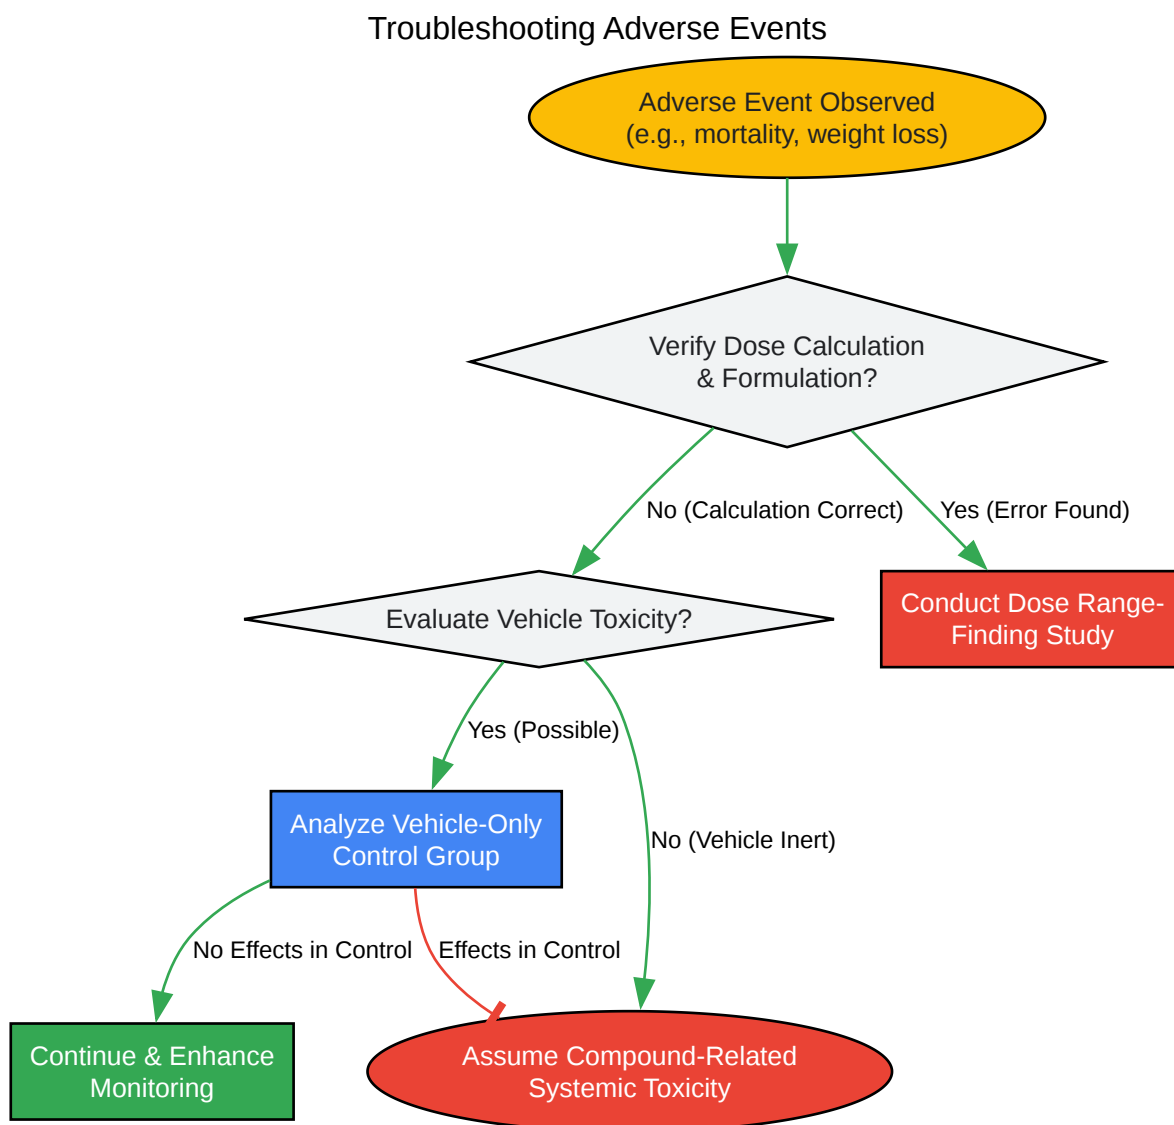 Troubleshooting Adverse Events
Adverse Event Observed
(e.g., mortality, weight loss)
Verify Dose Calculation
& Formulation?
No (Calculation Correct)
Yes (Error Found)
Evaluate Vehicle Toxicity?
Conduct Dose Range-
Finding Study
Yes (Possible)
Analyze Vehicle-Only
Control Group
No (Vehicle Inert)
No Effects in Control
Effects in Control
Continue & Enhance
Monitoring
Assume Compound-Related
Systemic Toxicity